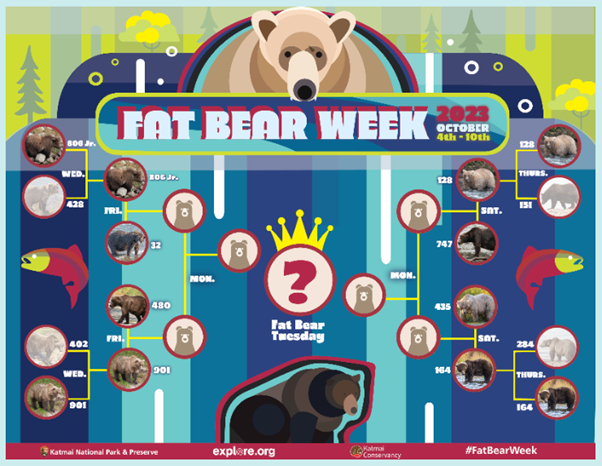 FAT BEAR WEEK
2023
OCTOBER
4th - 10th
806 Jr.
WED.
428
806 Jr.
FRI.
32
MON.
480
FRI.
402
WED.
901
901
?
Fat Bear
Tuesday
128
THURS.
151
128
SAT.
747
MON.
435
SAT.
284
THURS.
164
164
Katmai National Park & Preserve
explore.org
Katmai
Conservancy
#FatBearWeek